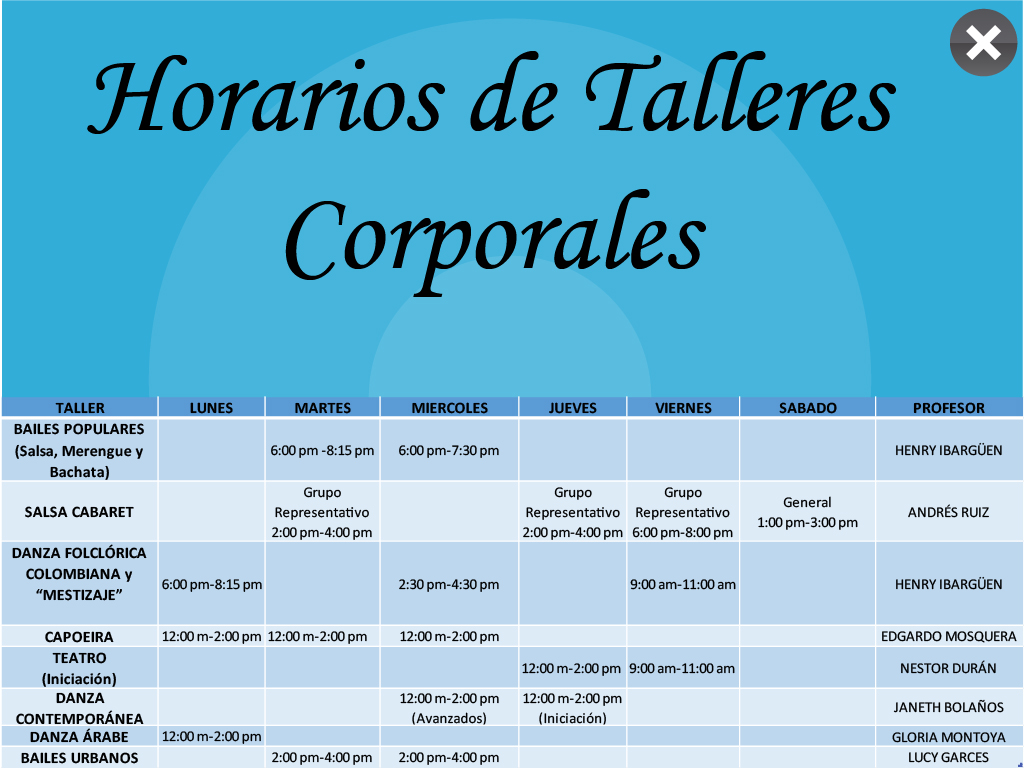 Horarios de Talleres
Corporales
TALLER LUNES MARTES MIERCOLES JUEVES VIERNES SABADO PROFESOR
BAILES POPULARES
(Salsa, Merengue y
Bachata)
6:00 pm -8:15 pm 6:00 pm-7:30 pm HENRY IBARGÜEN
SALSA CABARET
Grupo
Representativo
2:00 pm-4:00 pm
Grupo
Representativo
2:00 pm-4:00 pm
Grupo
Representativo
6:00 pm-8:00 pm
General
1:00 pm-3:00 pm
ANDRÉS RUIZ
DANZA FOLCLÓRICA
COLOMBIANA y
“MESTIZAJE”
6:00 pm-8:15 pm 2:30 pm-4:30 pm 9:00 am-11:00 am HENRY IBARGÜEN
CAPOEIRA 12:00 m-2:00 pm 12:00 m-2:00 pm 12:00 m-2:00 pm EDGARDO MOSQUERA
TEATRO
(Iniciación)
12:00 m-2:00 pm 9:00 am-11:00 am NESTOR DURÁN
DANZA
CONTEMPORÁNEA
12:00 m-2:00 pm
(Avanzados)
12:00 m-2:00 pm
(Iniciación)
JANETH BOLAÑOS
DANZA ÁRABE 12:00 m-2:00 pm GLORIA MONTOYA
BAILES URBANOS 2:00 pm-4:00 pm 2:00 pm-4:00 pm LUCY GARCES